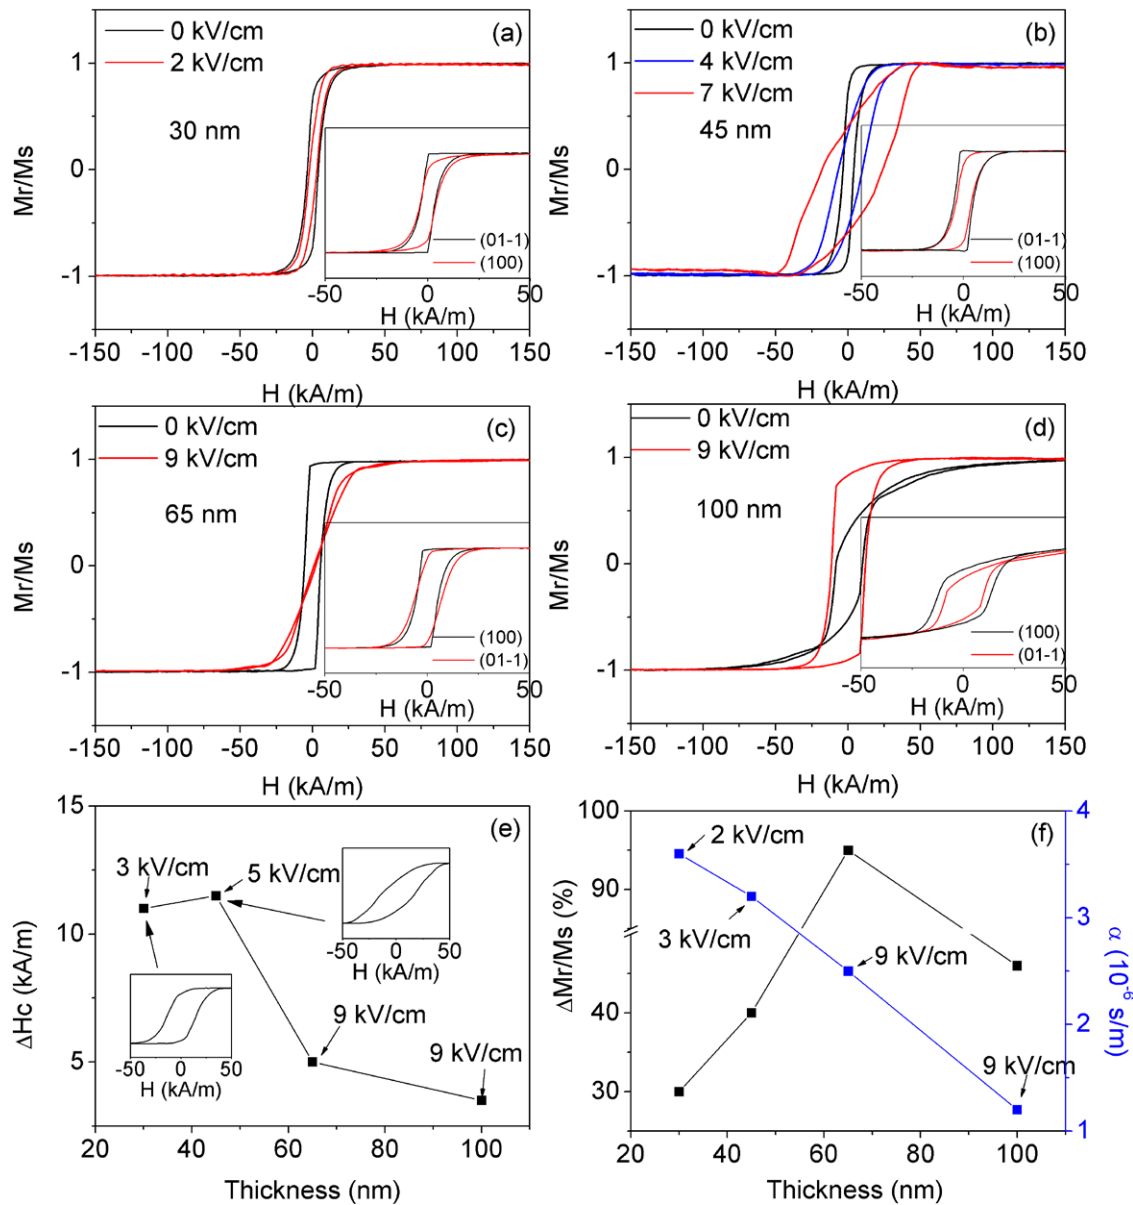 (a)
0 kV/cm
2 kV/cm
30 nm
Mr/Ms
1
0
-1
(01-1)
(100)
-50 0 50
H (kA/m)
-150 -100 -50 0 50 100 150
H (kA/m)
(b)
0 kV/cm
4 kV/cm
7 kV/cm
45 nm
Mr/Ms
1
0
-1
(01-1)
(100)
-50 0 50
H (kA/m)
-150 -100 -50 0 50 100 150
H (kA/m)
(c)
0 kV/cm
9 kV/cm
65 nm
Mr/Ms
1
0
-1
(100)
(01-1)
-50 0 50
H (kA/m)
-150 -100 -50 0 50 100 150
H (kA/m)
(d)
0 kV/cm
9 kV/cm
100 nm
Mr/Ms
1
0
-1
(100)
(01-1)
-50 0 50
H (kA/m)
-150 -100 -50 0 50 100 150
H (kA/m)
(e)
15
10
5
ΔHc (kA/m)
3 kV/cm
5 kV/cm
9 kV/cm
9 kV/cm
-50 0 50
H (kA/m)
-50 0 50
H (kA/m)
20 40 60 80 100
Thickness (nm)
(f)
100
90
40
30
ΔMr/Ms (%)
2 kV/cm
3 kV/cm
9 kV/cm
9 kV/cm
4
3
2
1
α (10⁻⁶ s/m)
20 40 60 80 100
Thickness (nm)